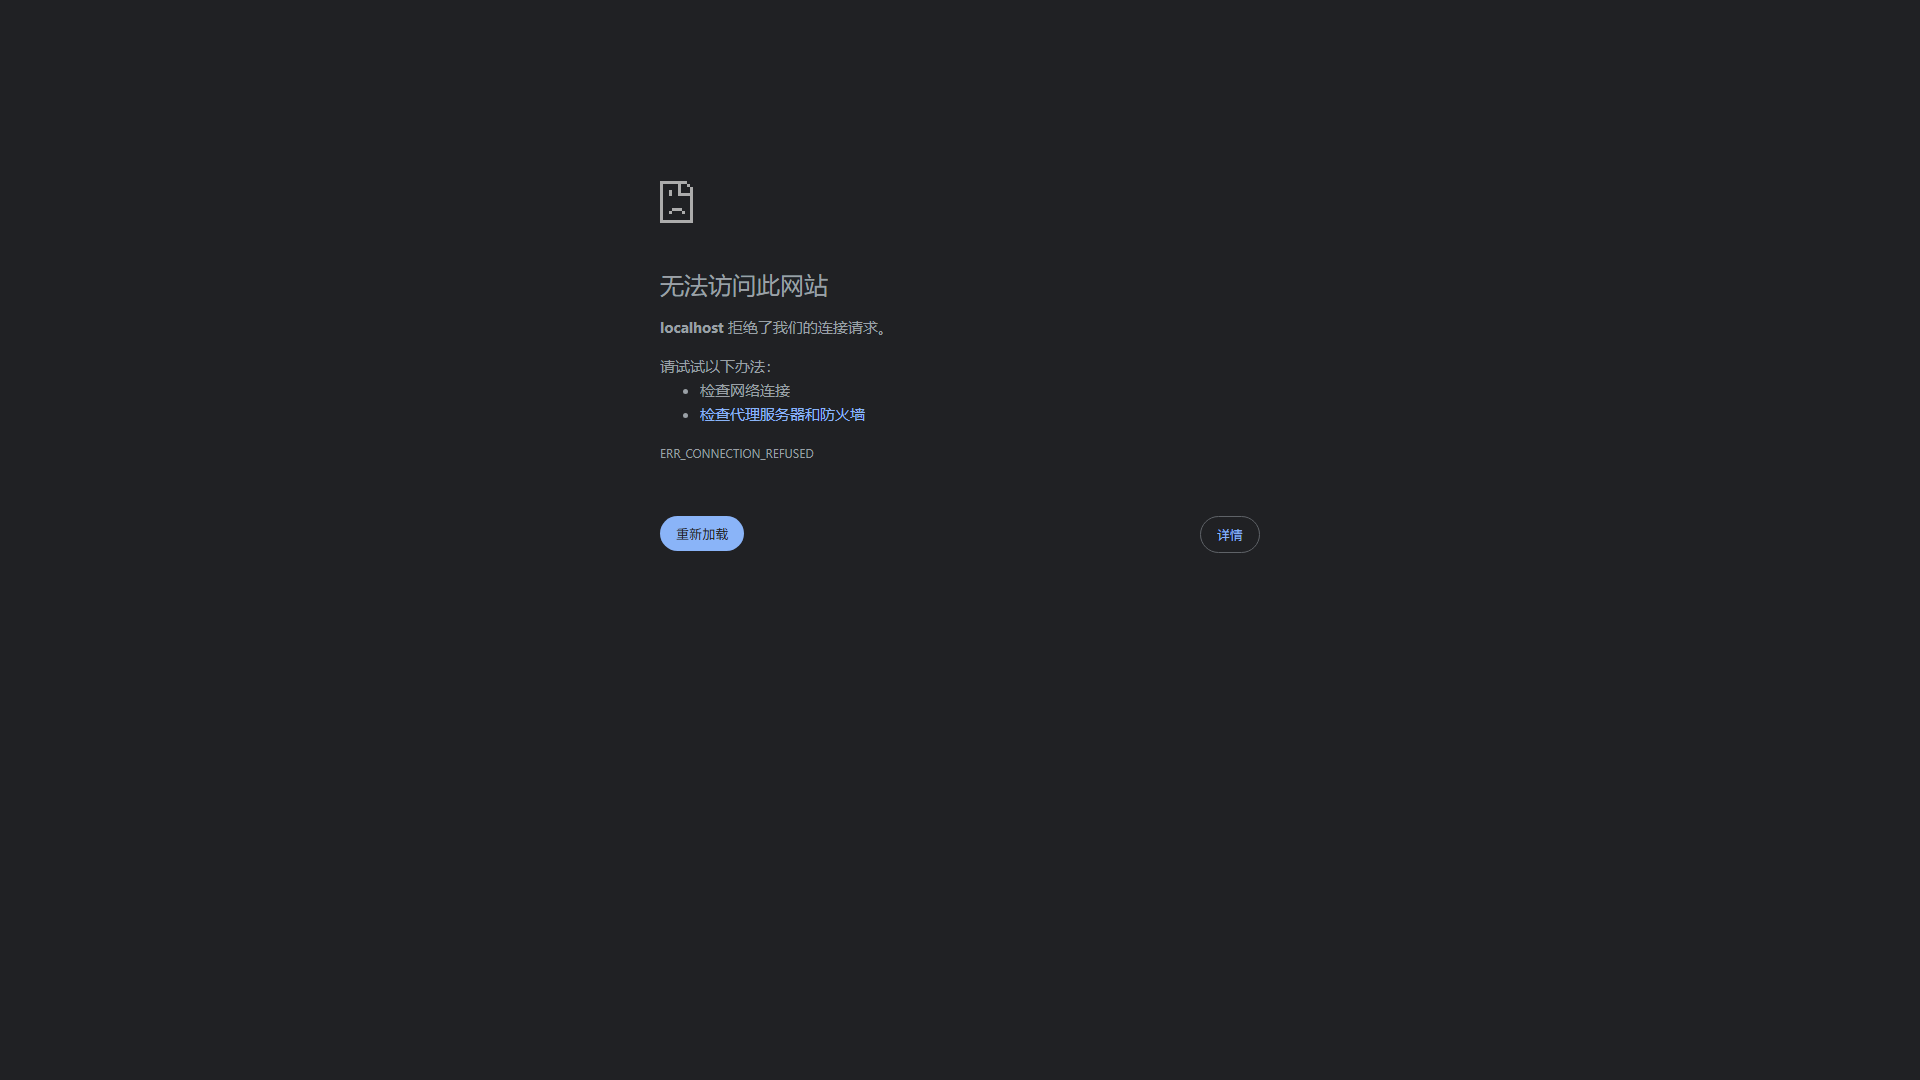 无法访问此网站
localhost 拒绝了我们的连接请求。
请试试以下办法：
检查网络连接
检查代理服务器和防火墙
ERR_CONNECTION_REFUSED
重新加载
详情